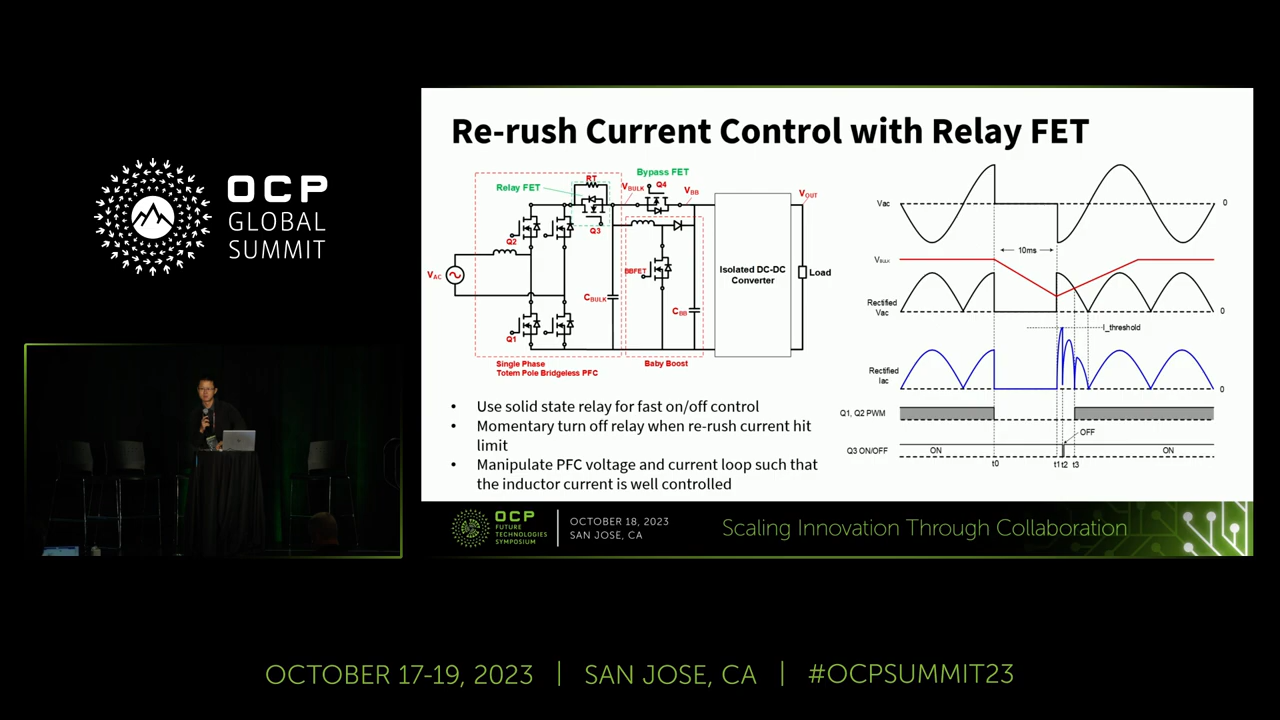 OCP
GLOBAL
SUMMIT
Re-rush Current Control with Relay FET
Relay FET
RT
Bypass FET
Q4
VBULK
VBB
VOUT
Q2
Q3
VAC
BBFET
CBULK
CBB
Q1
Isolated DC-DC
Converter
Load
Single Phase
Totem Pole Bridgeless PFC
Baby Boost
Vac
0
10ms
VBULK
Rectified
Vac
0
I_threshold
Rectified
Iac
0
Q1, Q2 PWM
OFF
Q3 ON/OFF
ON
ON
t0
t1
t2
t3
• Use solid state relay for fast on/off control
• Momentary turn off relay when re-rush current hit
limit
• Manipulate PFC voltage and current loop such that
the inductor current is well controlled
OCP
FUTURE
TECHNOLOGIES
SYMPOSIUM
OCTOBER 18, 2023
SAN JOSE, CA
Scaling Innovation Through Collaboration
OCTOBER 17-19, 2023 | SAN JOSE, CA | #OCPSUMMIT23